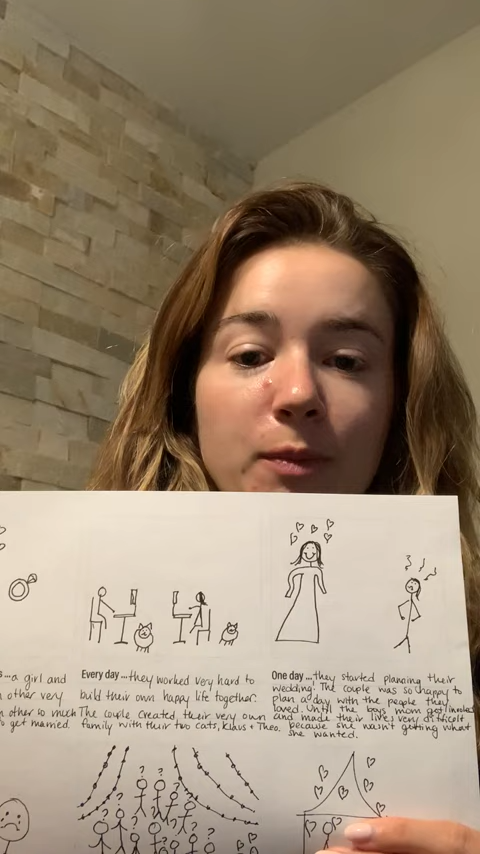 s...a girl and
n other very
n other so much
o get married.
Every day...they worked very hard to
build their own happy life together.
The couple created, their very own
family with their two cats, Klaus + Theo.
One day...they started planning their
wedding! The couple was so happy to
plan a day with the people they
loved. Until the boys mom got involved
and made their lives very difficult
because she wasn't getting what
she wanted.
? ? ? ?
? ? ? ?